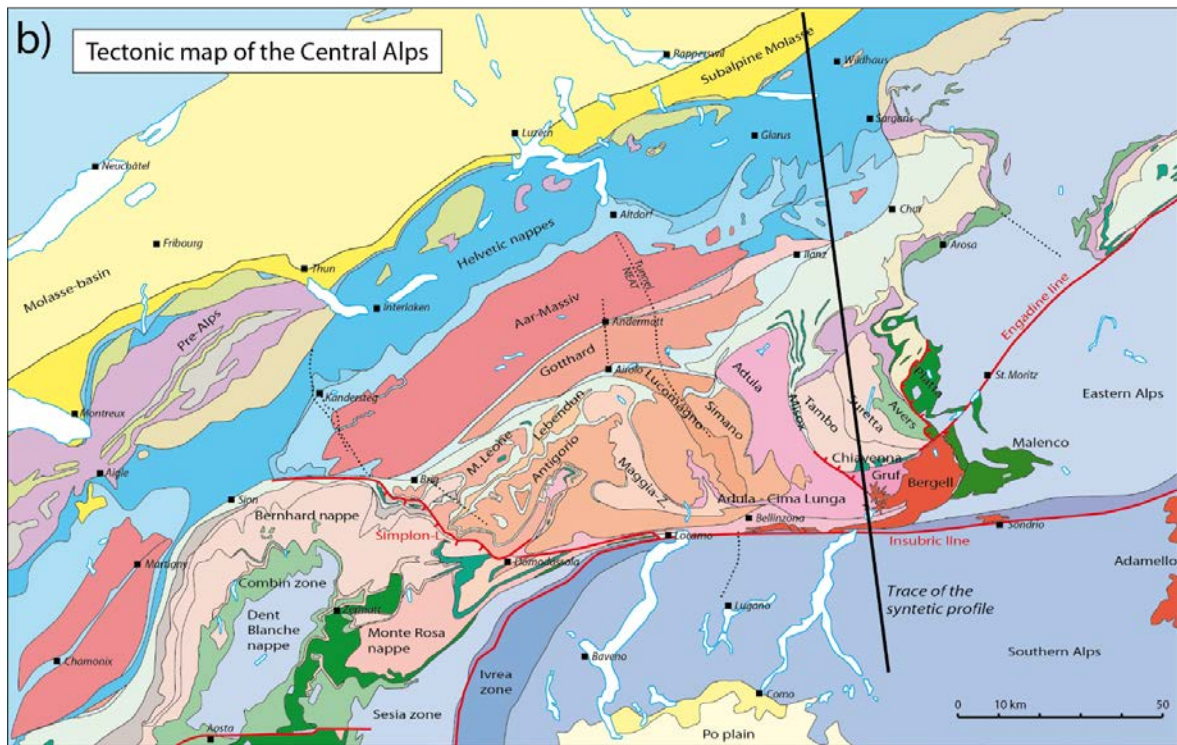 b)
Tectonic map of the Central Alps
Rapperswil
Subalpine Molasse
Wildhaus
Luzern
Glarus
Sargans
Neuchâtel
Altdorf
Chur
Fribourg
Helvetic nappes
Arosa
Thun
Ilanz
Molasse-basin
Interlaken
Tunnel
NEAT
Engadine line
Aar-Massiv
Andermatt
Pre-Alps
Gotthard
Airolo
Platta
St. Moritz
Kandersteg
Adula
Misox
Montreux
Lucomagno
Simano
Tambo
Suretta
Avers
Eastern Alps
Lebendun
M. Leone
Antigorio
Chiavenna
Malenco
Aigle
Brig
Maggia-Z
Gruf
Bergell
Sion
Adula - Cima Lunga
Bernhard nappe
Bellinzona
Simplon-L
Locarno
Insubric line
Sondrio
Martigny
Domodossola
Adamello
Combin zone
Trace of the
syntetic profile
Dent
Blanche
nappe
Zermatt
Lugano
Monte Rosa
nappe
Southern Alps
Chamonix
Baveno
Ivrea
zone
Como
Sesia zone
Aosta
Po plain
0 10 km 50